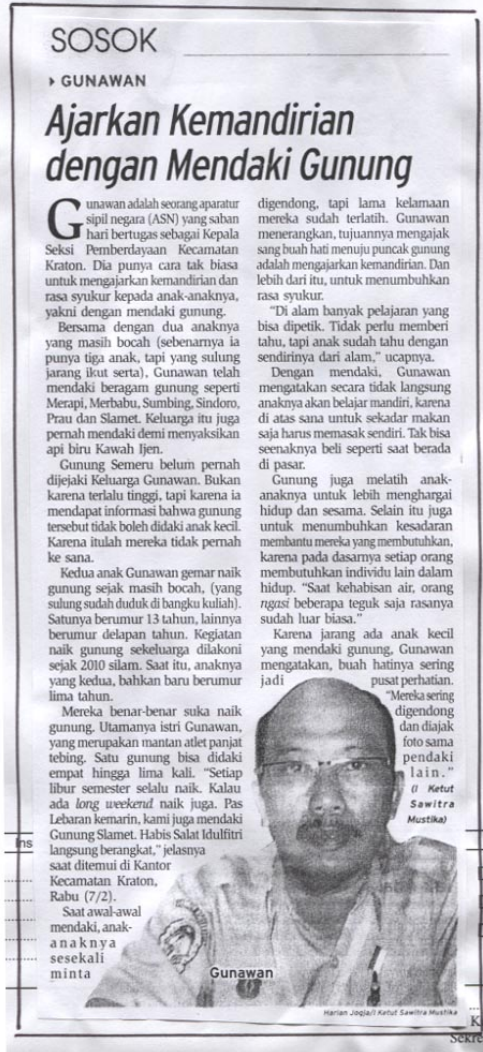 SOSOK
▸ GUNAWAN
Ajarkan Kemandirian
dengan Mendaki Gunung
Gunawan adalah seorang aparatur
sipil negara (ASN) yang saban
hari bertugas sebagai Kepala
Seksi Pemberdayaan Kecamatan
Kraton. Dia punya cara tak biasa
untuk mengajarkan kemandirian dan
rasa syukur kepada anak-anaknya,
yakni dengan mendaki gunung.
Bersama dengan dua anaknya
yang masih bocah (sebenarnya ia
punya tiga anak, tapi yang sulung
jarang ikut serta), Gunawan telah
mendaki beragam gunung seperti
Merapi, Merbabu, Sumbing, Sindoro,
Prau dan Slamet. Keluarga itu juga
pernah mendaki demi menyaksikan
api biru Kawah Ijen.
Gunung Semeru belum pernah
dijejaki Keluarga Gunawan. Bukan
karena terlalu tinggi, tapi karena ia
mendapat informasi bahwa gunung
tersebut tidak boleh didaki anak kecil.
Karena itulah mereka tidak pernah
ke sana.
Kedua anak Gunawan gemar naik
gunung sejak masih bocah, (yang
sulung sudah duduk di bangku kuliah).
Satunya berumur 13 tahun, lainnya
berumur delapan tahun. Kegiatan
naik gunung sekeluarga dilakoni
sejak 2010 silam. Saat itu, anaknya
yang kedua, bahkan baru berumur
lima tahun.
Mereka benar-benar suka naik
gunung. Utamanya istri Gunawan,
yang merupakan mantan atlet panjat
tebing. Satu gunung bisa didaki
empat hingga lima kali. “Setiap
libur semester selalu naik. Kalau
ada long weekend naik juga. Pas
Lebaran kemarin, kami juga mendaki
Gunung Slamet. Habis Salat Idulfitri
langsung berangkat,” jelasnya
saat ditemui di Kantor
Kecamatan Kraton,
Rabu (7/2).
Saat awal-awal
mendaki, anak-
anaknya
sesekali
minta
digendong, tapi lama kelamaan
mereka sudah terlatih. Gunawan
menerangkan, tujuannya mengajak
sang buah hati menuju puncak gunung
adalah mengajarkan kemandirian. Dan
lebih dari itu, untuk menumbuhkan
rasa syukur.
“Di alam banyak pelajaran yang
bisa dipetik. Tidak perlu memberi
tahu, tapi anak sudah tahu dengan
sendirinya dari alam,” ucapnya.
Dengan mendaki, Gunawan
mengatakan secara tidak langsung
anaknya akan belajar mandiri, karena
di atas sana untuk sekadar makan
saja harus memasak sendiri. Tak bisa
seenaknya beli seperti saat berada
di pasar.
Gunung juga melatih anak-
anaknya untuk lebih menghargai
hidup dan sesama. Selain itu juga
untuk menumbuhkan kesadaran
membantu mereka yang membutuhkan,
karena pada dasarnya setiap orang
membutuhkan individu lain dalam
hidup. “Saat kehabisan air, orang
ngasi beberapa teguk saja rasanya
sudah luar biasa.”
Karena jarang ada anak kecil
yang mendaki gunung, Gunawan
mengatakan, buah hatinya sering
jadi pusat perhatian.
“Mereka sering
digendong
dan diajak
foto sama
pendaki
lain.”
(I Ketut
Sawitra
Mustika)
Gunawan
Harian Jogja/I Ketut Sawitra Mustika
Ins
K
Sekre